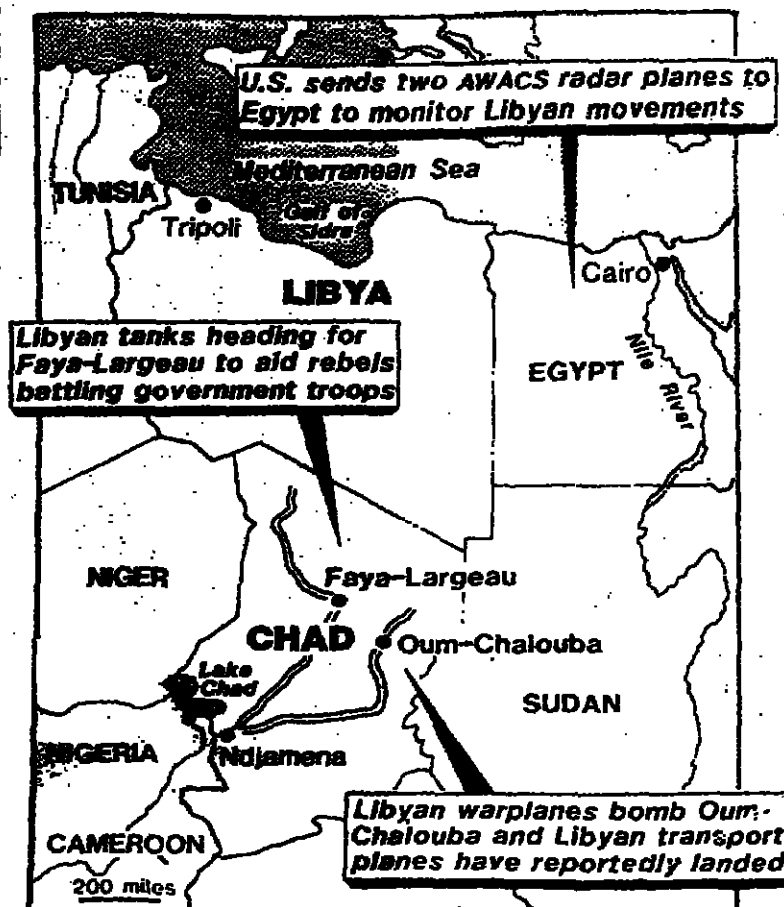 U.S. sends two AWACS radar planes to
Egypt to monitor Libyan movements
Mediterranean Sea
TUNISIA
Tripoli
Gulf of
Sidra
Cairo
LIBYA
Libyan tanks heading for
Faya-Largeau to aid rebels
battling government troops
EGYPT
Nile
River
NIGER
Faya-Largeau
CHAD
Oum-Chalouba
Lake
Chad
SUDAN
NIGERIA
Ndjamena
Libyan warplanes bomb Oum-
Chalouba and Libyan transport
planes have reportedly landed
CAMEROON
200 miles